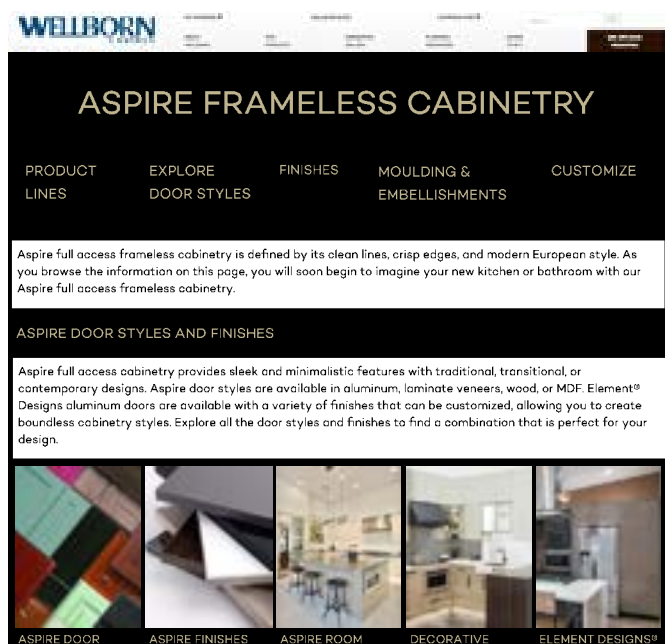 WELLBORN
ASPIRE FRAMELESS CABINETRY
PRODUCT LINES
EXPLORE DOOR STYLES
FINISHES
MOULDING & EMBELLISHMENTS
CUSTOMIZE
Aspire full access frameless cabinetry is defined by its clean lines, crisp edges, and modern European style. As
you browse the information on this page, you will soon begin to imagine your new kitchen or bathroom with our
Aspire full access frameless cabinetry.
ASPIRE DOOR STYLES AND FINISHES
Aspire full access cabinetry provides sleek and minimalistic features with traditional, transitional, or
contemporary designs. Aspire door styles are available in aluminum, laminate veneers, wood, or MDF. Element®
Designs aluminum doors are available with a variety of finishes that can be customized, allowing you to create
boundless cabinetry styles. Explore all the door styles and finishes to find a combination that is perfect for your
design.
ASPIRE DOOR
ASPIRE FINISHES
ASPIRE ROOM
DECORATIVE
ELEMENT DESIGNS®